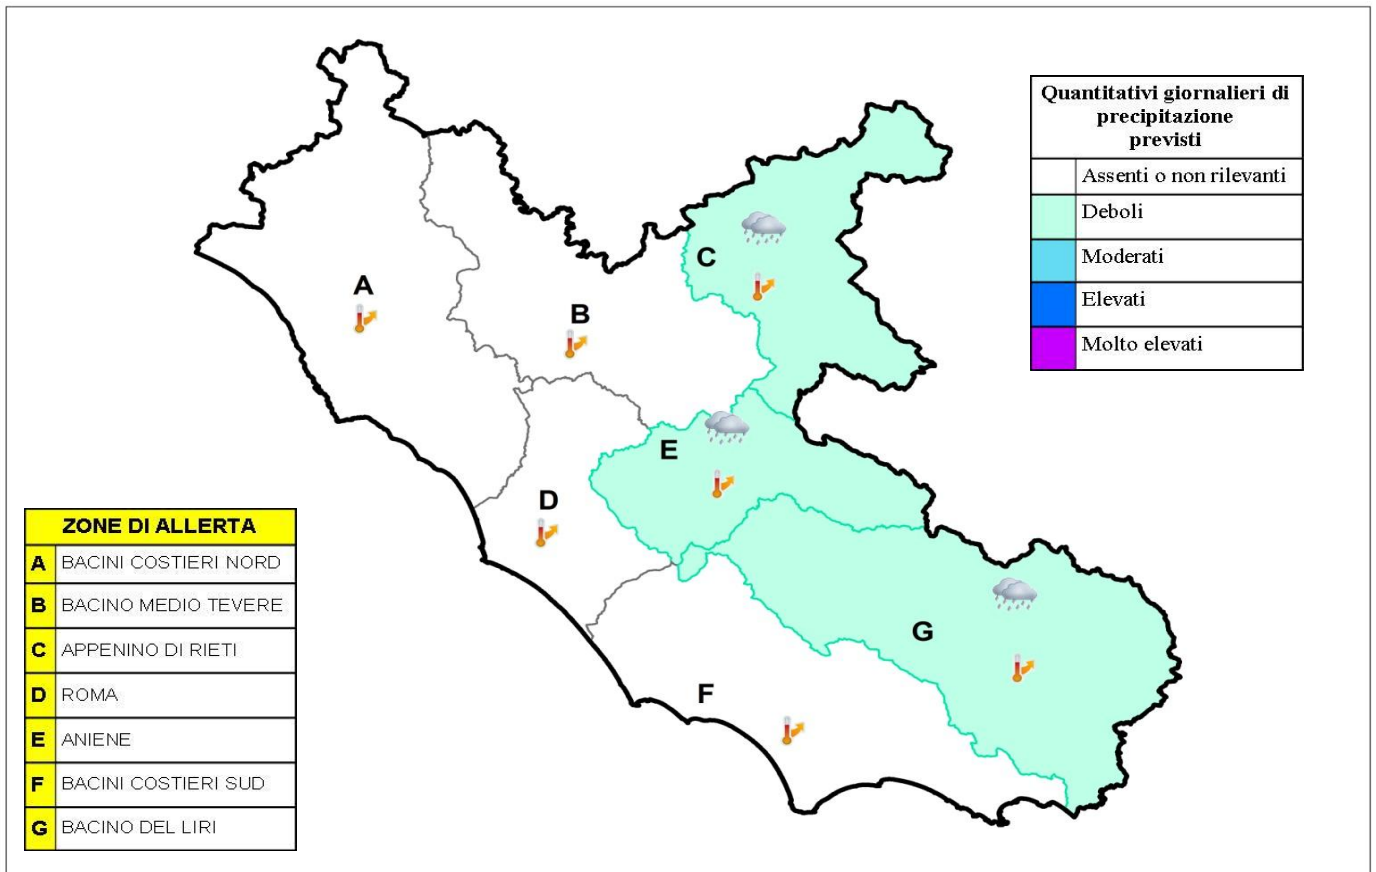 Quantitativi giornalieri di
precipitazione
previsti
Assenti o non rilevanti
Deboli
Moderati
Elevati
Molto elevati
C
A
B
E
D
G
F
ZONE DI ALLERTA
A BACINI COSTIERI NORD
B BACINO MEDIO TEVERE
C APPENINO DI RIETI
D ROMA
E ANIENE
F BACINI COSTIERI SUD
G BACINO DEL LIRI